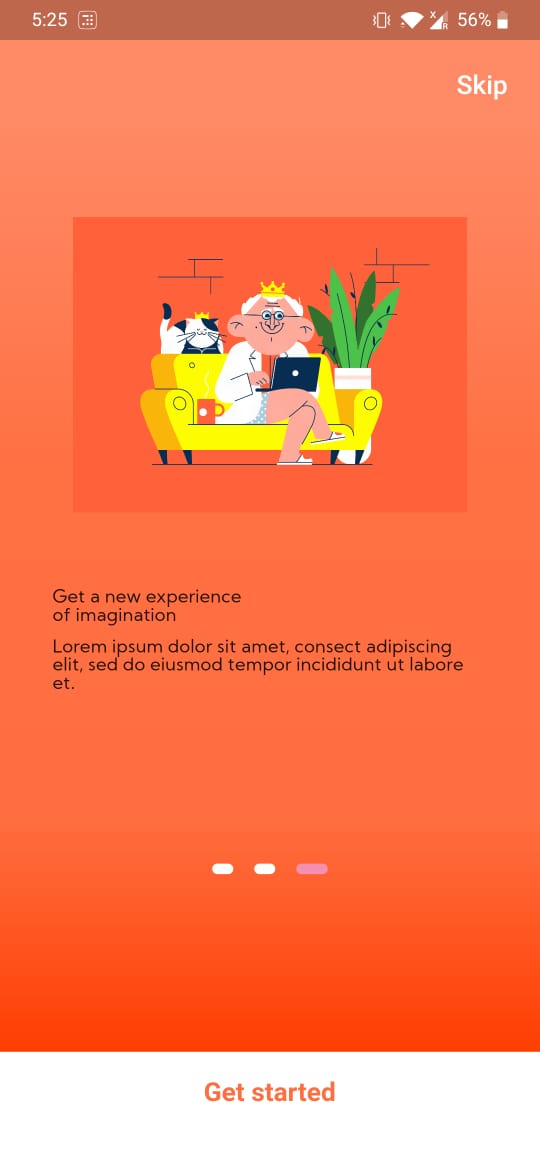 5:25
56%
X
R
Skip
Get a new experience
of imagination
Lorem ipsum dolor sit amet, consect adipiscing
elit, sed do eiusmod tempor incididunt ut labore
et.
Get started